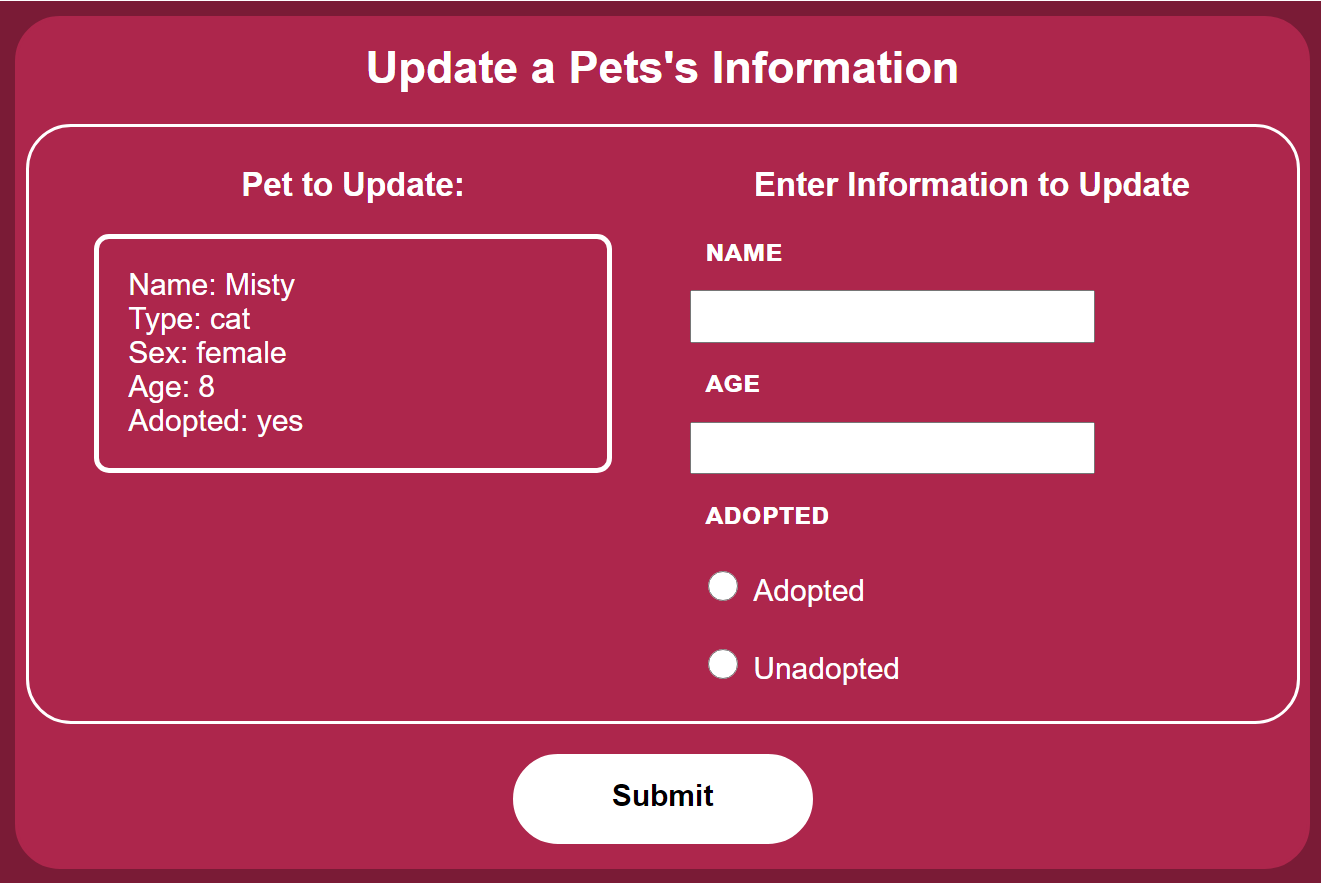 Update a Pets's Information
Pet to Update:
Name: Misty
Type: cat
Sex: female
Age: 8
Adopted: yes
Enter Information to Update
NAME
AGE
ADOPTED
Adopted
Unadopted
Submit